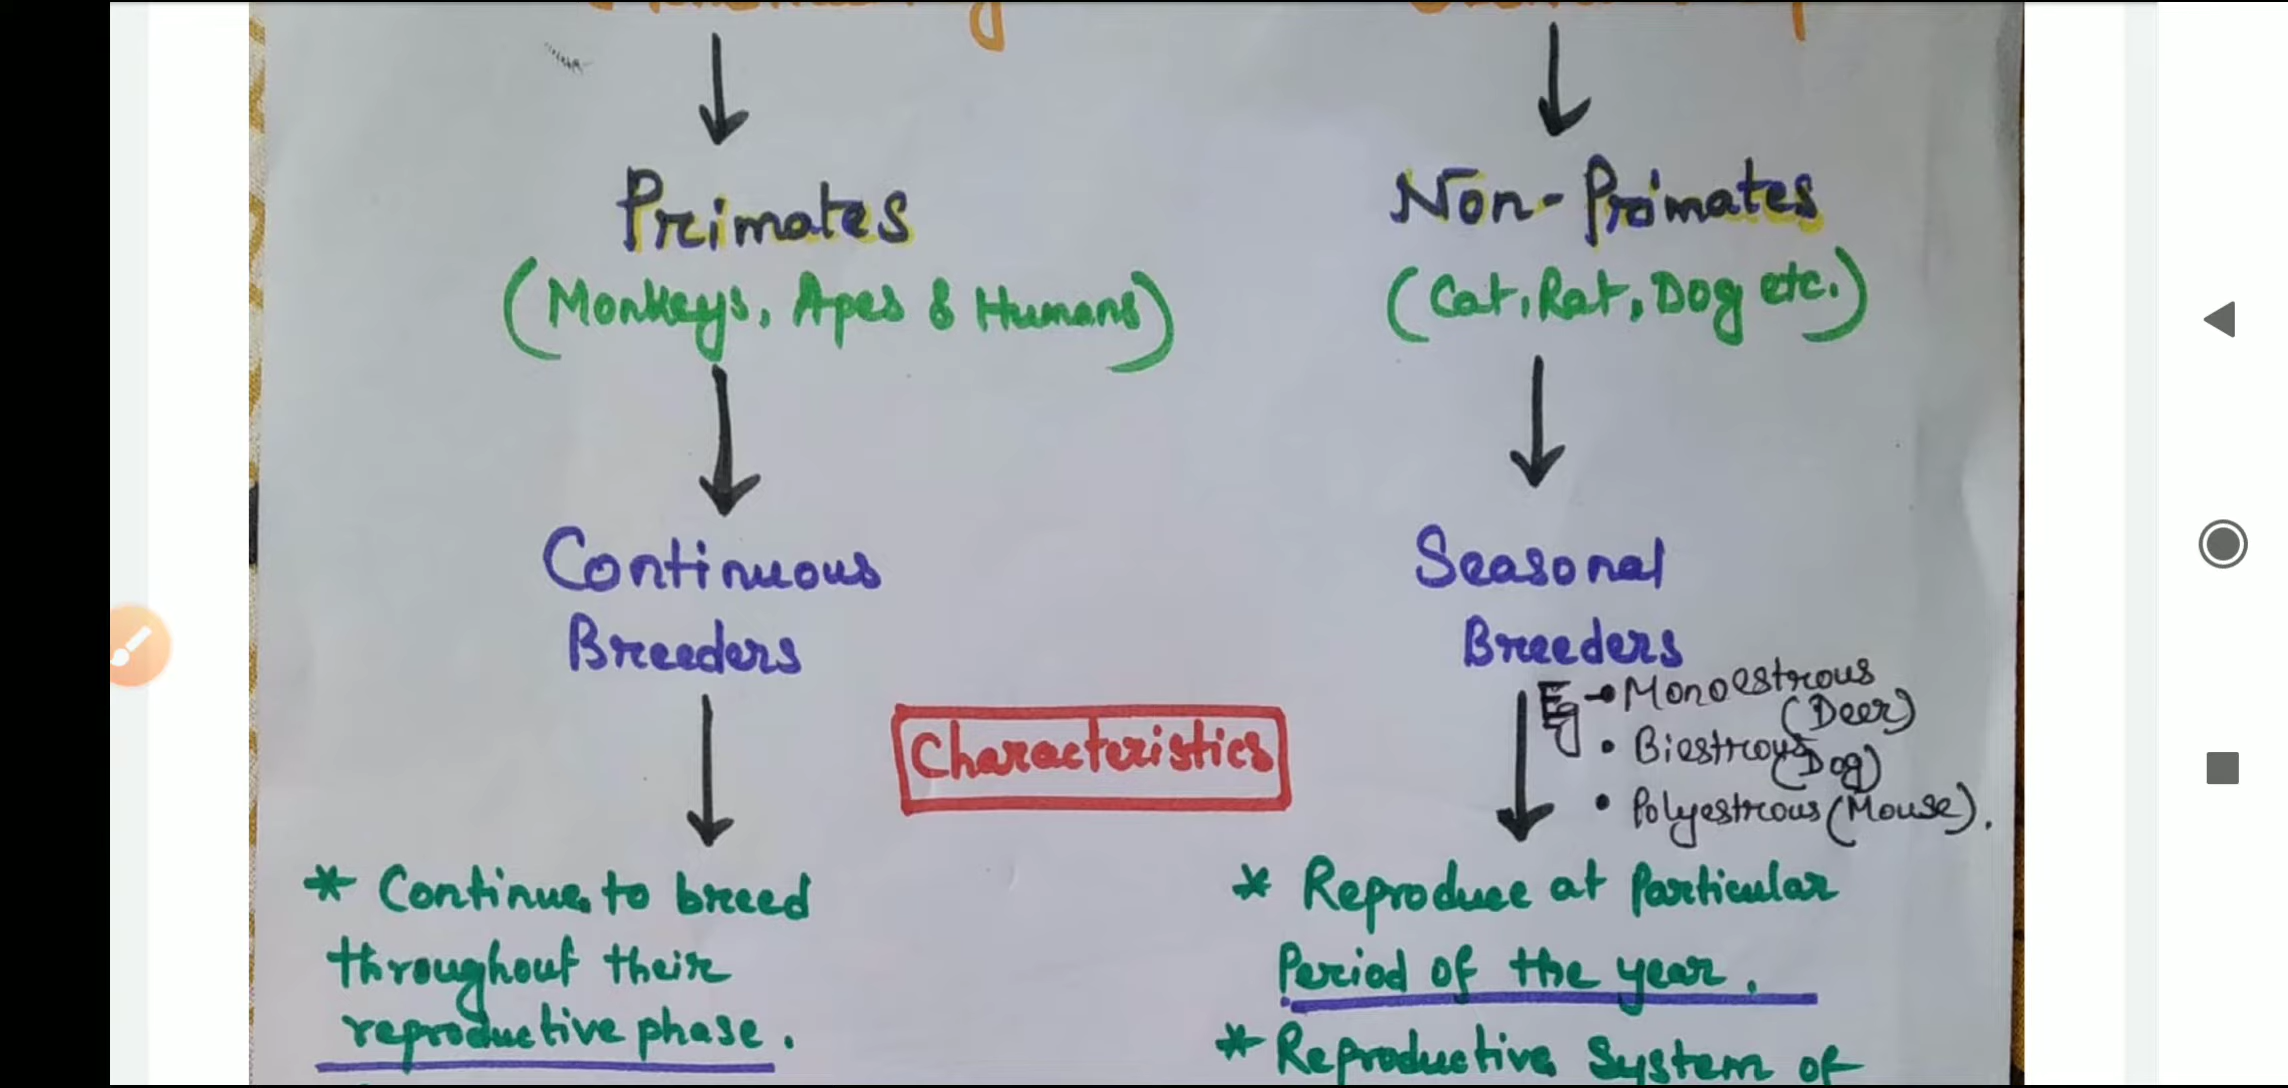 Primates
(Monkeys, Apes & Humans)
Continuous
Breeders
Non-Primates
(Cat, Rat, Dog etc.)
Seasonal
Breeders
Eg → • Monoestrous
(Deer)
• Biestrous
(Dog)
• Polyestrous (Mouse).
Characteristics
* Continue to breed
throughout their
reproductive phase.
* Reproduce at Particular
Period of the year.
* Reproductive System of